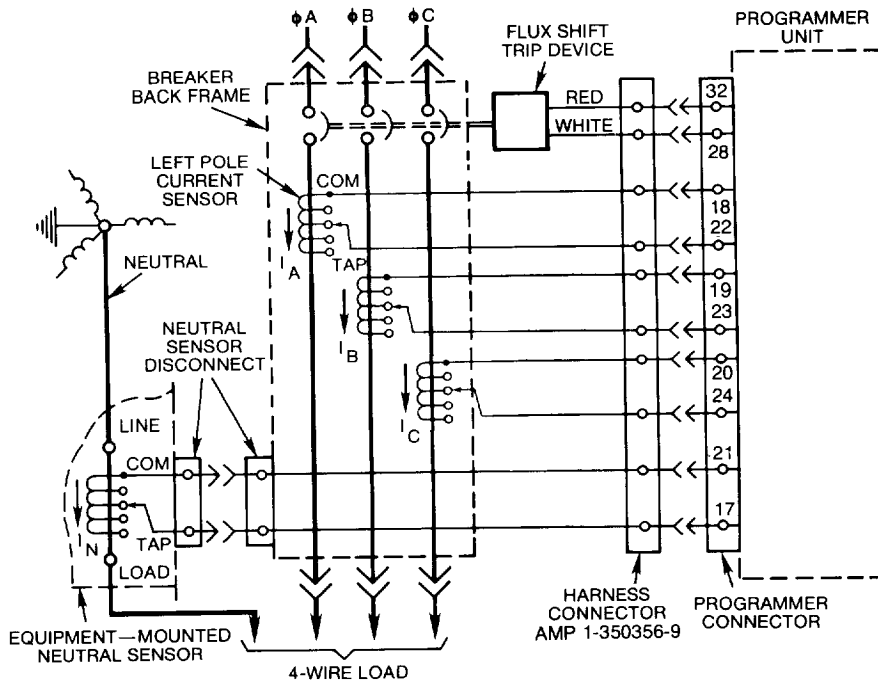 ϕA ϕB ϕC
FLUX SHIFT
TRIP DEVICE
PROGRAMMER
UNIT
BREAKER
BACK FRAME
RED
WHITE
32
28
LEFT POLE
CURRENT
SENSOR
COM
TAP
I A
18
22
NEUTRAL
I B
19
23
NEUTRAL
SENSOR
DISCONNECT
I C
20
24
LINE
COM
21
I N
TAP
17
LOAD
EQUIPMENT—MOUNTED
NEUTRAL SENSOR
4-WIRE LOAD
HARNESS
CONNECTOR
AMP 1-350356-9
PROGRAMMER
CONNECTOR